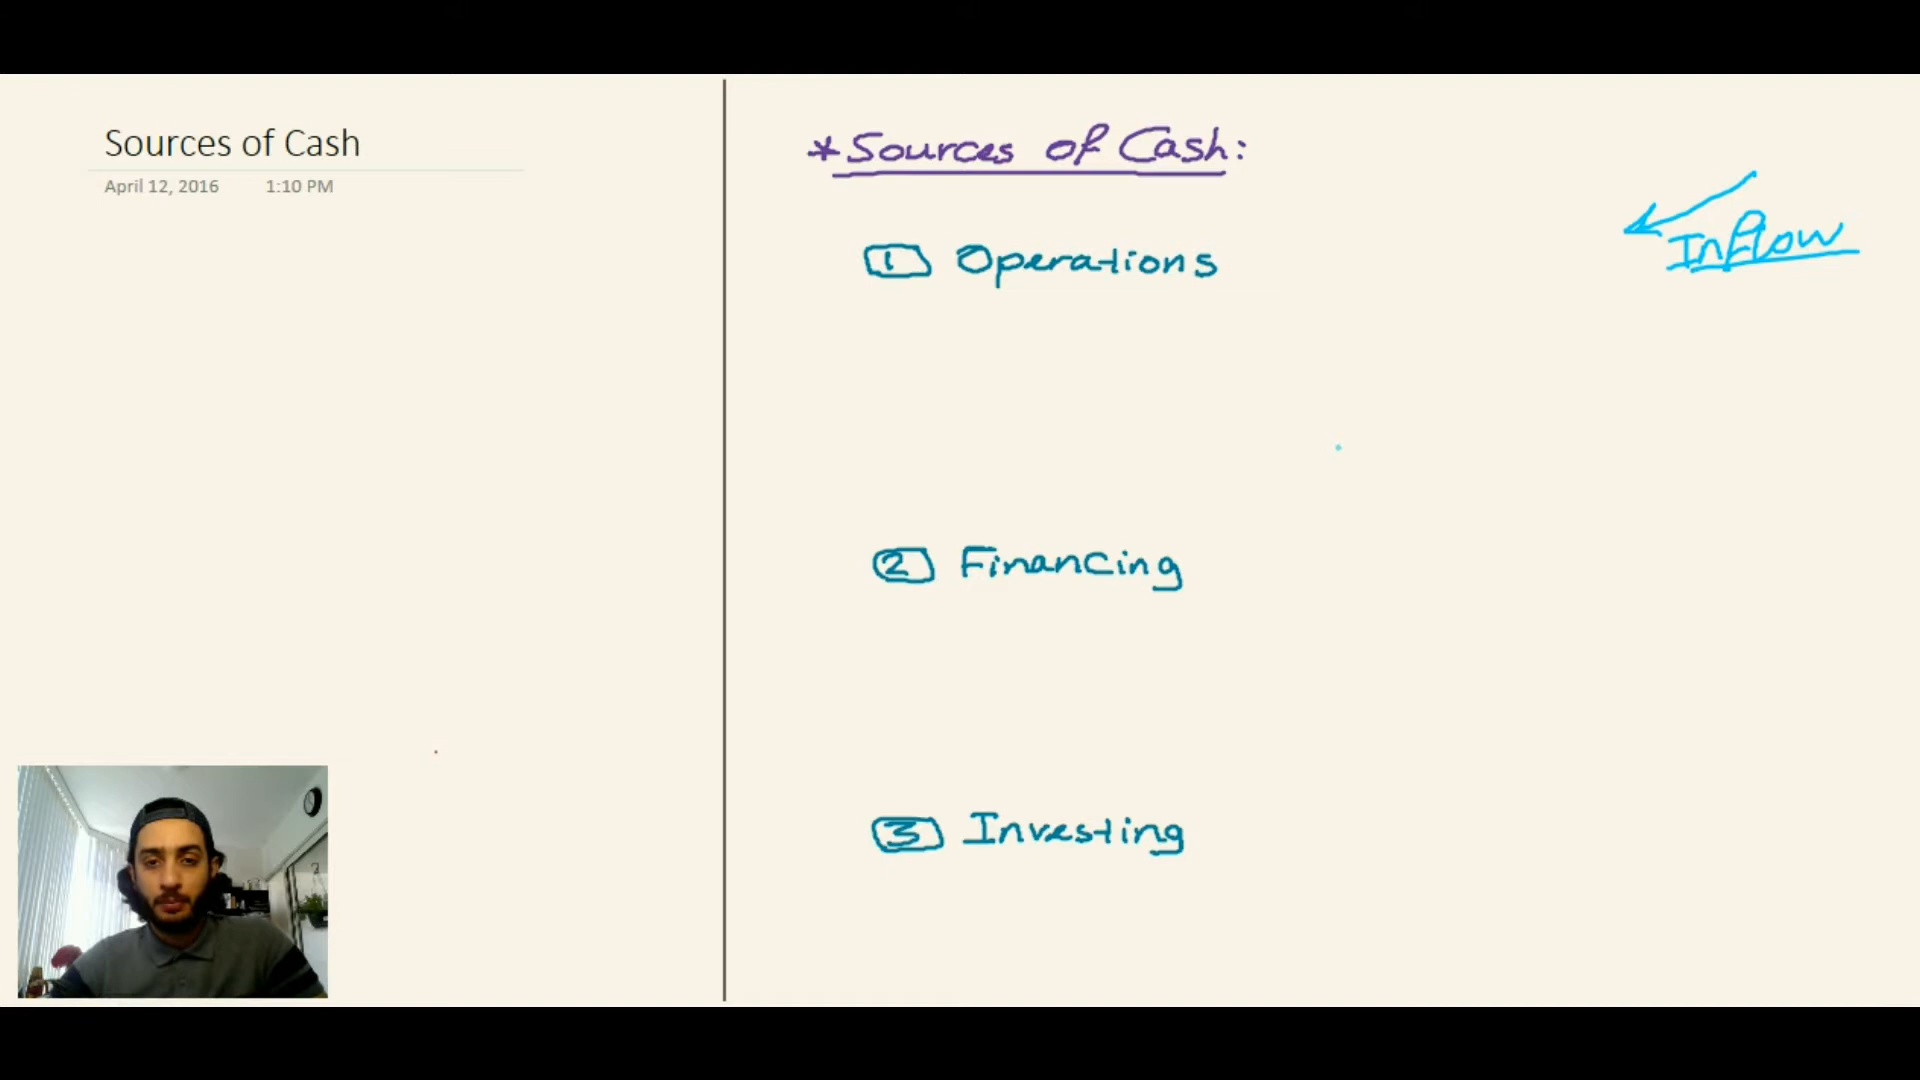 Sources of Cash
April 12, 2016 1:10 PM
*Sources of Cash:
Inflow
1 Operations
2 Financing
3 Investing